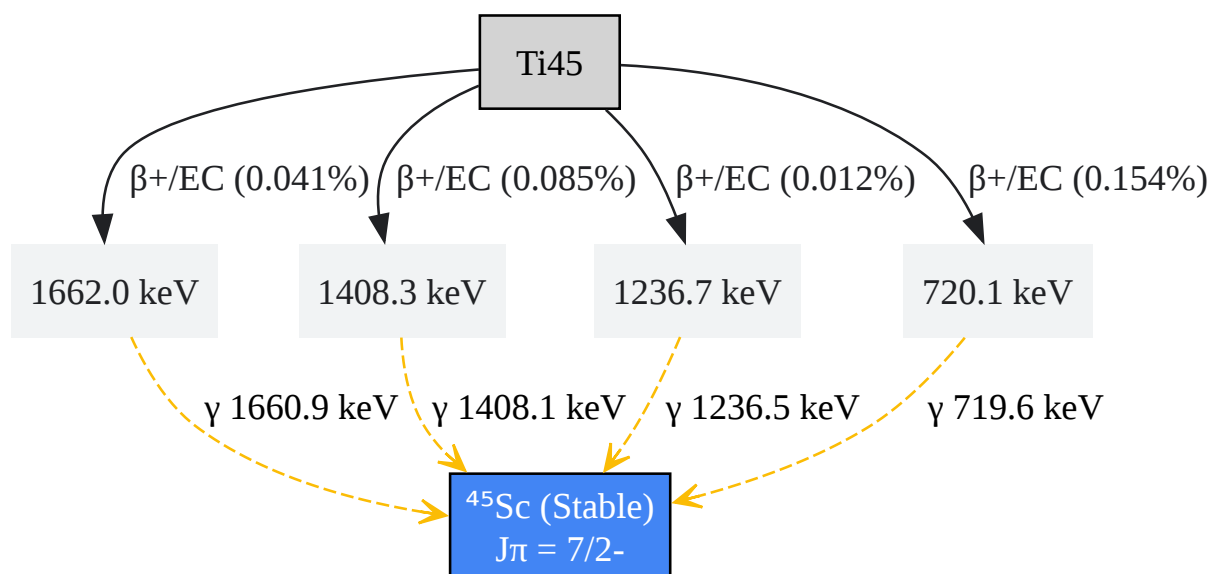 Ti45
β+/EC (0.041%)
β+/EC (0.085%)
β+/EC (0.012%)
β+/EC (0.154%)
1662.0 keV
1408.3 keV
1236.7 keV
720.1 keV
γ 1660.9 keV
γ 1408.1 keV
γ 1236.5 keV
γ 719.6 keV
⁴⁵Sc (Stable)
Jπ = 7/2-